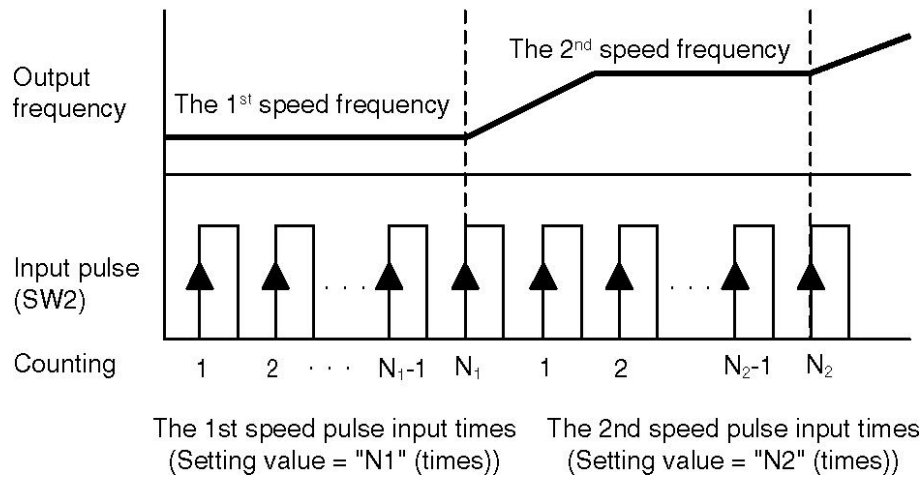 The 2nd speed frequency
Output
frequency
The 1st speed frequency
Input pulse
(SW2)
. . . .
. . . .
Counting
1 2 · · · · N1-1 N1 1 2 N2-1 N2
The 1st speed pulse input times
(Setting value = "N1" (times))
The 2nd speed pulse input times
(Setting value = "N2" (times))